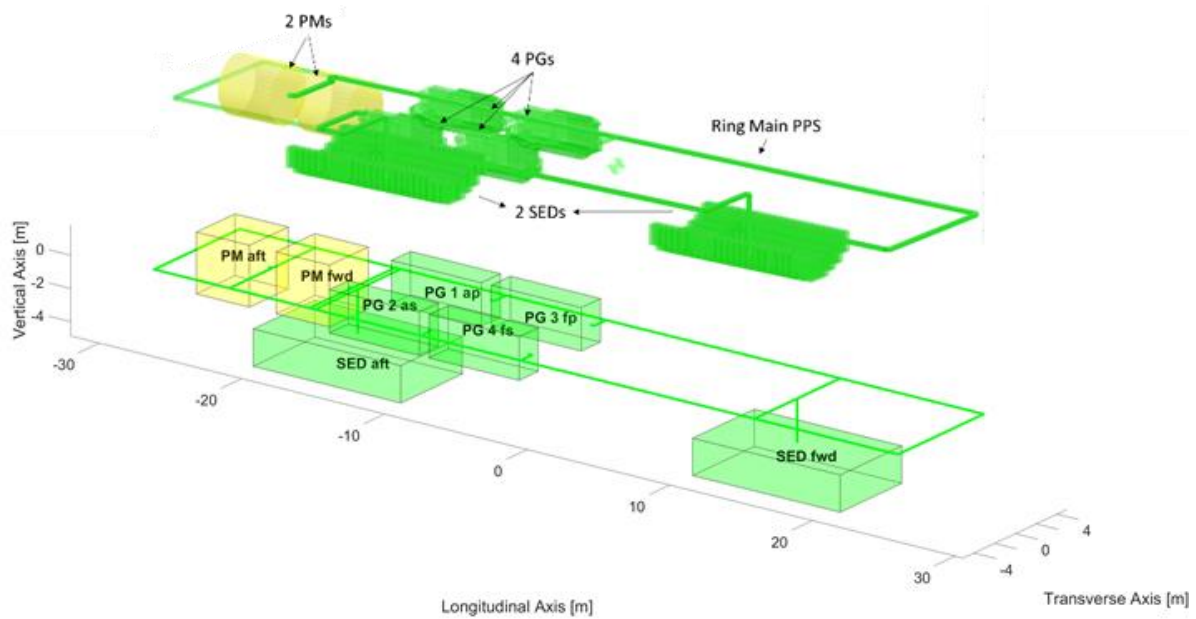 2 PMs
4 PGs
Ring Main PPS
2 SEDs
Vertical Axis [m]
0
-2
-4
PM aft
PM fwd
PG 1 ap
PG 2 as
PG 3 fp
PG 4 fs
SED aft
SED fwd
-30
-20
-10
0
10
20
30
4
0
-4
Longitudinal Axis [m]
Transverse Axis [m]